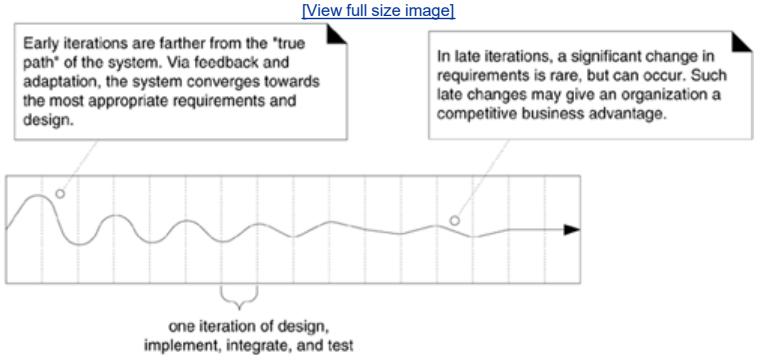 [View full size image]
Early iterations are farther from the "true
path" of the system. Via feedback and
adaptation, the system converges towards
the most appropriate requirements and
design.
In late iterations, a significant change in
requirements is rare, but can occur. Such
late changes may give an organization a
competitive business advantage.
one iteration of design,
implement, integrate, and test